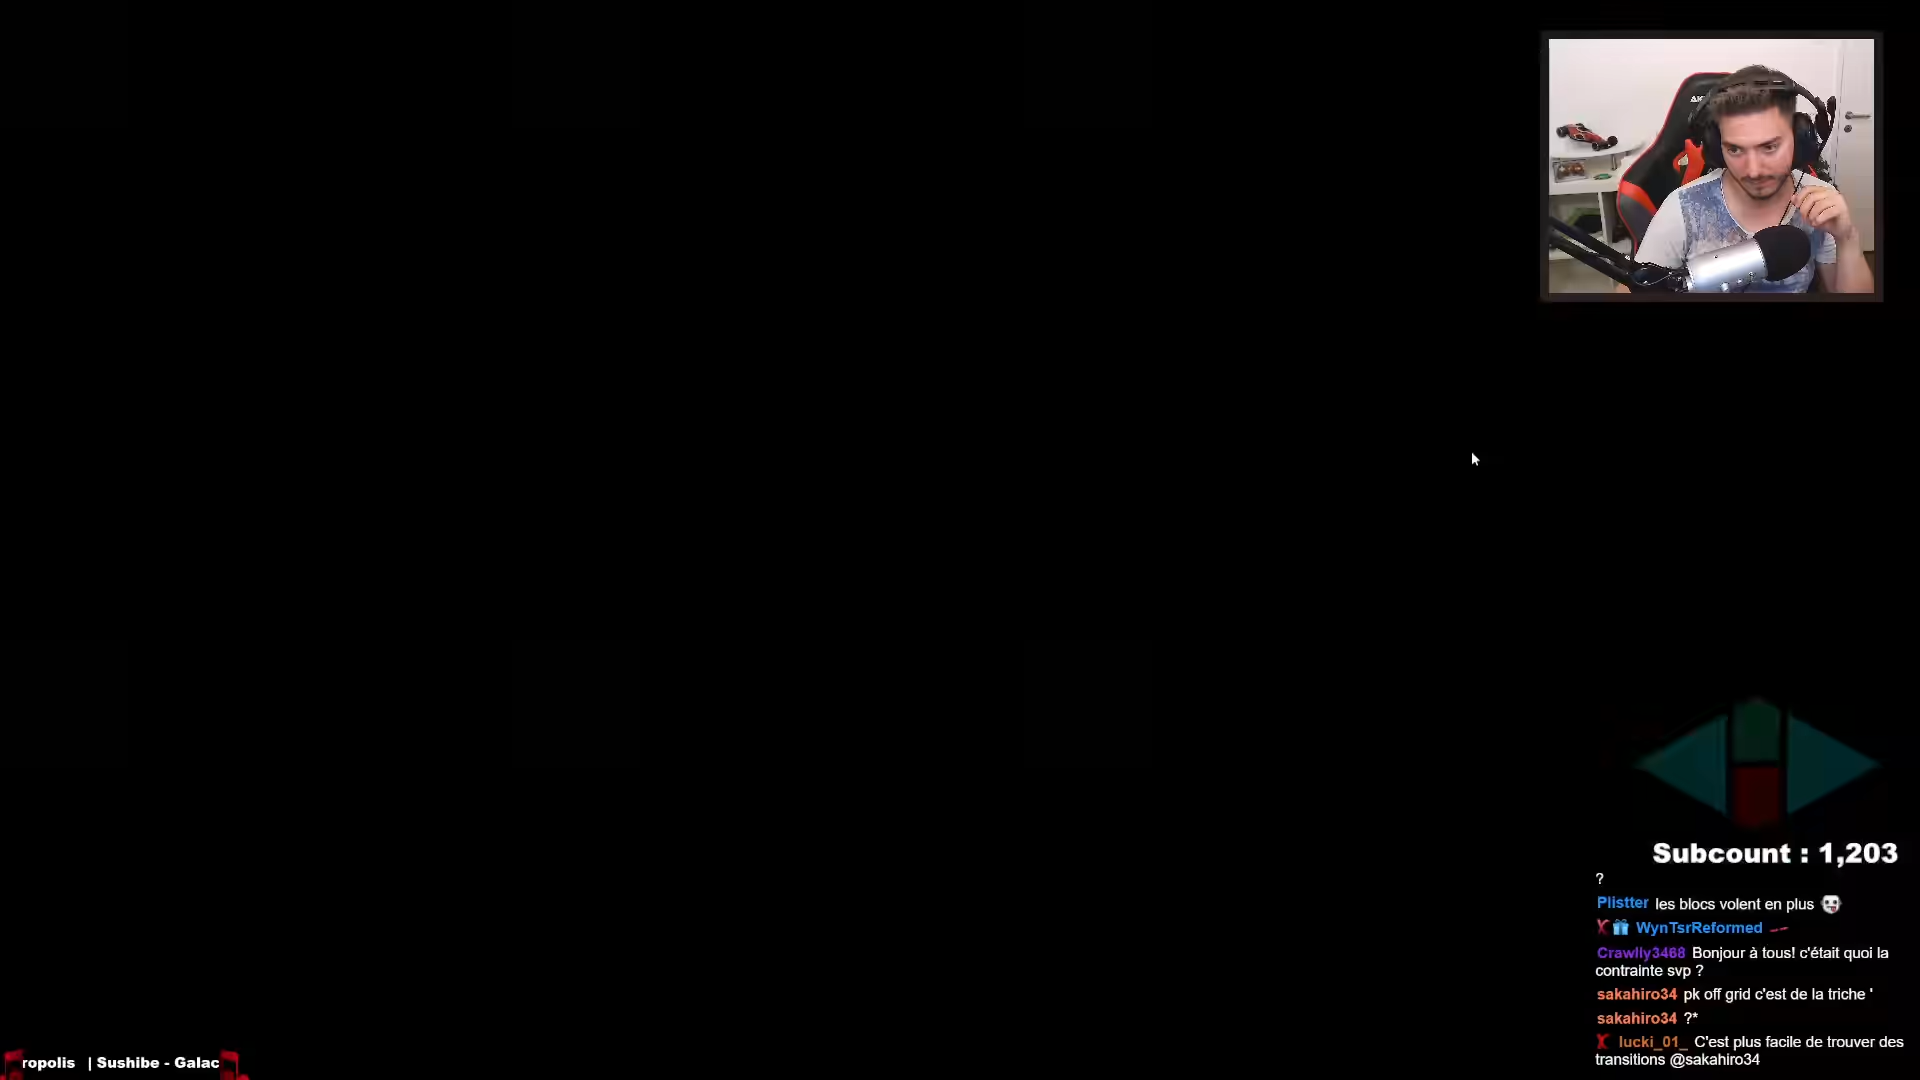 Subcount : 1,203
?
Plistter les blocs volent en plus
WynTsrReformed
Crawlly3468 Bonjour à tous! c'était quoi la
contrainte svp ?
sakahiro34 pk off grid c'est de la triche '
sakahiro34 ?*
lucki_01_ C'est plus facile de trouver des
transitions @sakahiro34
ropolis | Sushibe - Galac